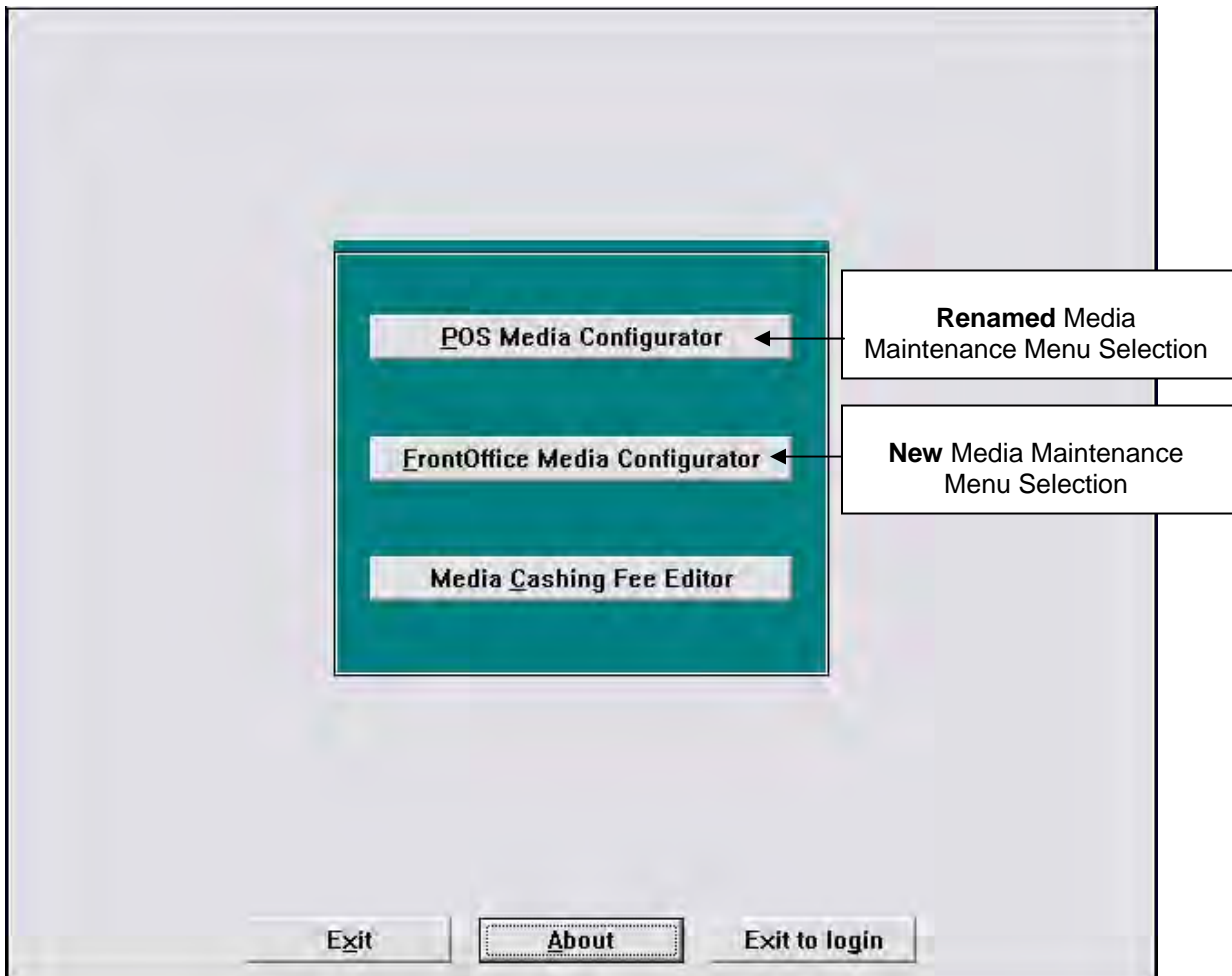 POS Media Configurator
Renamed Media
Maintenance Menu Selection
FrontOffice Media Configurator
New Media Maintenance
Menu Selection
Media Cashing Fee Editor
Exit
About
Exit to login